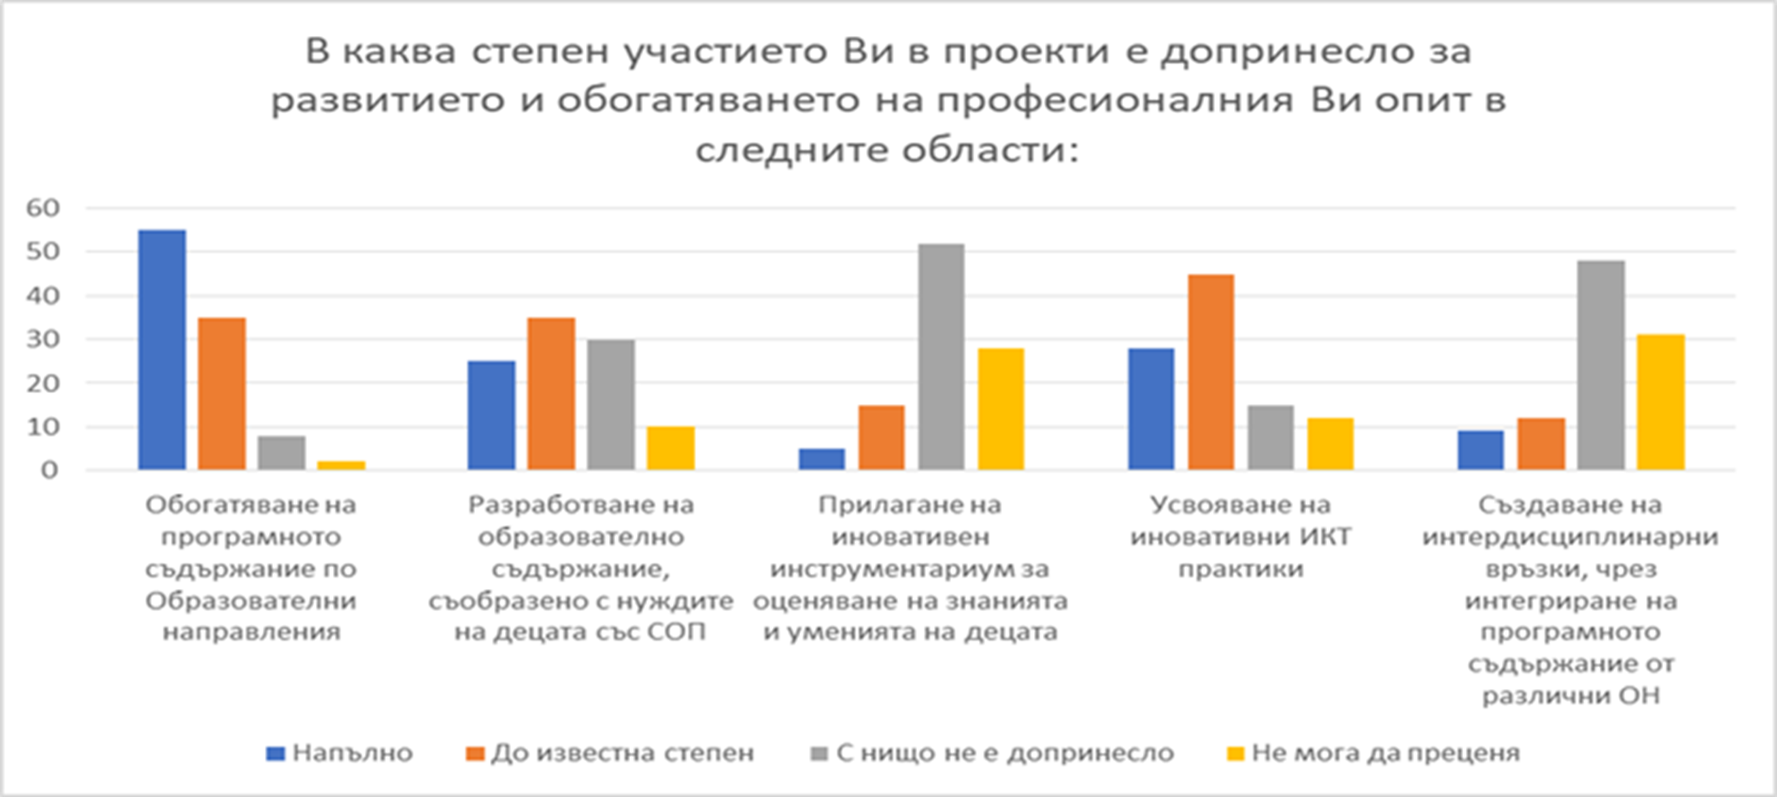 В каква степен участието Ви в проекти е допринесло за
развитието и обогатяването на професионалния Ви опит в
следните области:
60
50
40
30
20
10
0
Обогатяване на
програмното
съдържание по
Образователни
направления
Разработване на
образователно
съдържание,
съобразено с нуждите
на децата със СОП
Прилагане на
иновативен
инструментариум за
оценяване на знанията
и уменията на децата
Усвояване на
иновативни ИКТ
практики
Създаване на
интердисциплинарни
връзки, чрез
интегриране на
програмното
съдържание от
различни ОН
Напълно
До известна степен
С нищо не е допринесло
Не мога да преценя